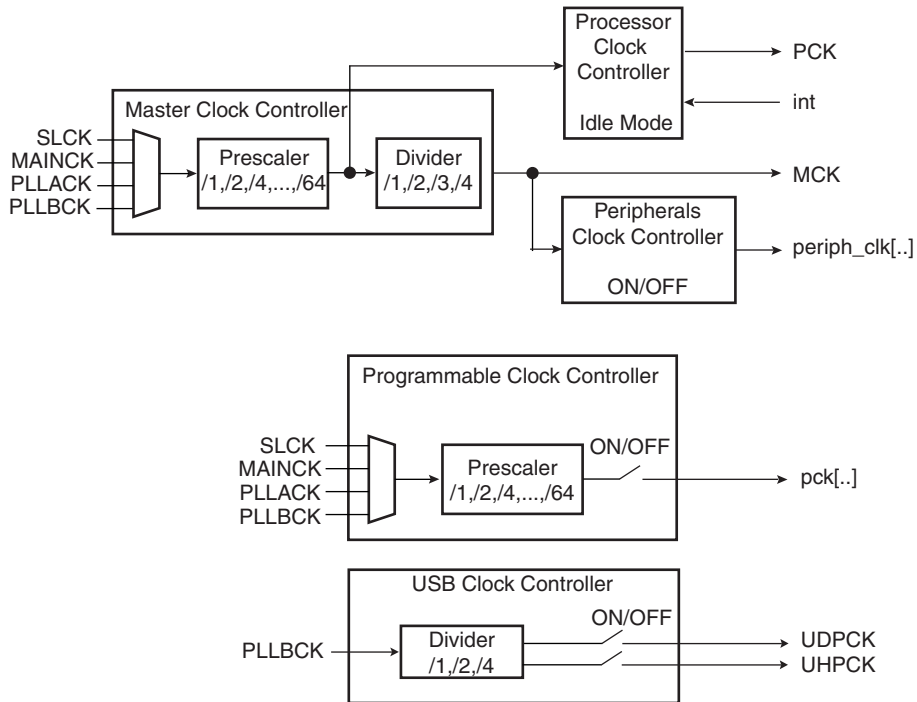 Processor
Clock
Controller
Idle Mode
PCK
int
Master Clock Controller
SLCK
MAINCK
PLLACK
PLLBCK
Prescaler
/1,/2,/4,...,/64
Divider
/1,/2,/3,/4
MCK
Peripherals
Clock Controller
ON/OFF
periph_clk[..]
Programmable Clock Controller
SLCK
MAINCK
PLLACK
PLLBCK
Prescaler
/1,/2,/4,...,/64
ON/OFF
pck[..]
USB Clock Controller
PLLBCK
Divider
/1,/2,/4
ON/OFF
UDPCK
UHPCK